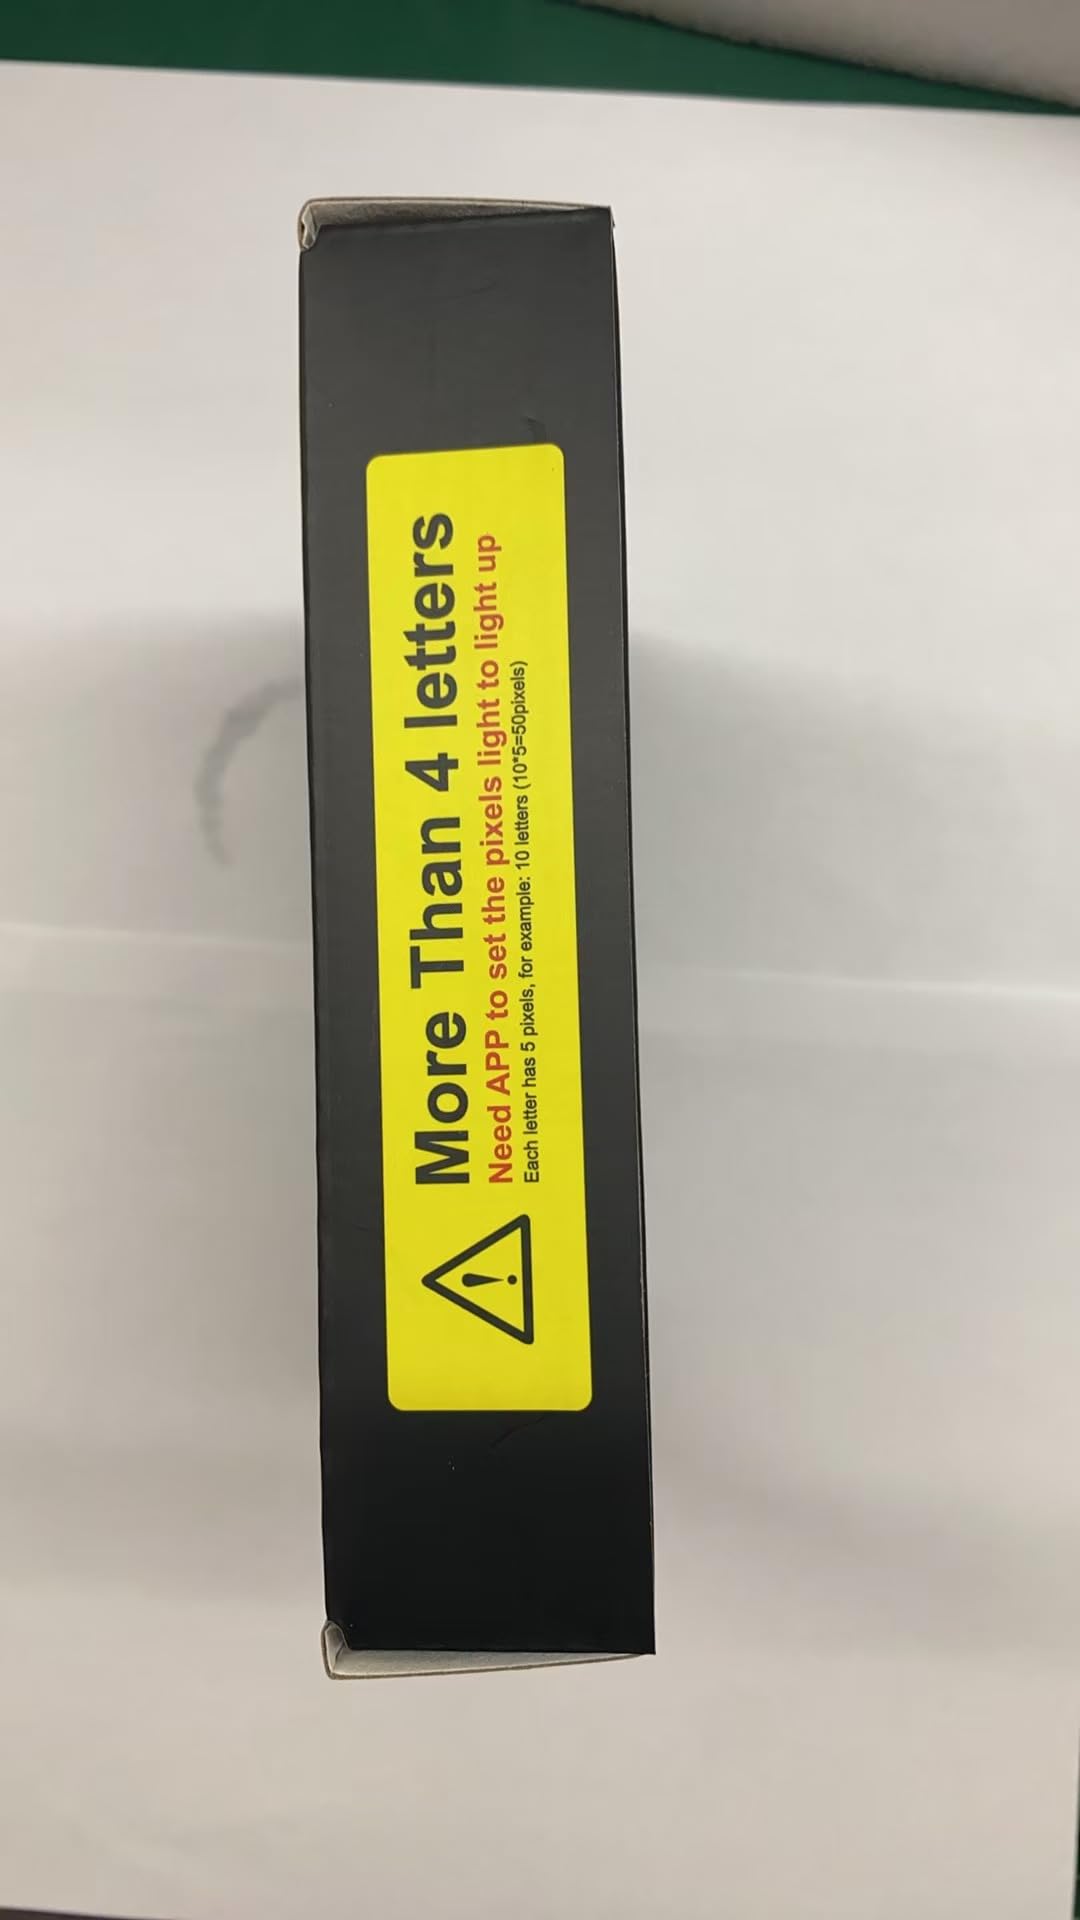 More Than 4 letters
Need APP to set the pixels light to light up
Each letter has 5 pixels, for example: 10 letters (10*5=50pixels)